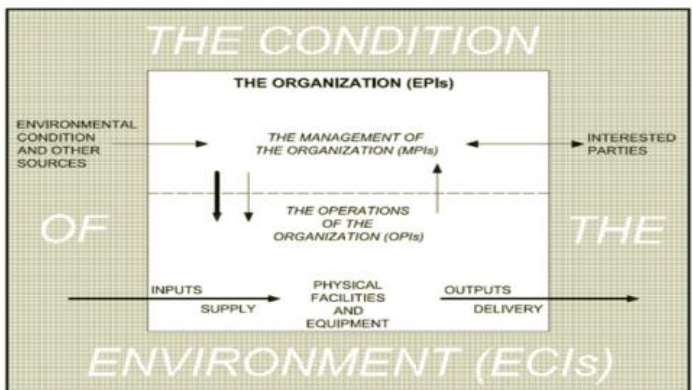 THE CONDITION
THE ORGANIZATION (EPIs)
ENVIRONMENTAL
CONDITION
AND OTHER
SOURCES
THE MANAGEMENT OF
THE ORGANIZATION (MPIs)
INTERESTED
PARTIES
OF
THE OPERATIONS
OF THE
ORGANIZATION (OPIs)
THE
INPUTS
SUPPLY
PHYSICAL
FACILITIES
AND
EQUIPMENT
OUTPUTS
DELIVERY
ENVIRONMENT (ECIs)